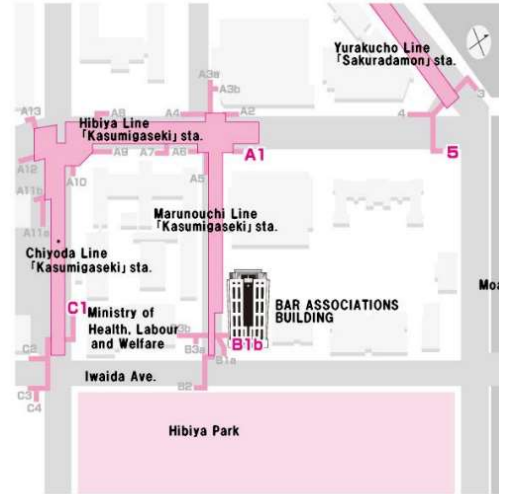 Yurakucho Line
「Sakuradamon」sta.
3
4
5
A3a
A3b
A13
A8
A4
A2
Hibiya Line
「Kasumigaseki」sta.
A12
A9
A7
A6
A1
A10
A5
A11b
A11a
Marunouchi Line
「Kasumigaseki」sta.
Chiyoda Line
「Kasumigaseki」sta.
C1
Ministry of
Health, Labour
and Welfare
BAR ASSOCIATIONS
BUILDING
Moa
B3a
B1b
B1a
C2
Iwaida Ave.
B2
C3
C4
Hibiya Park